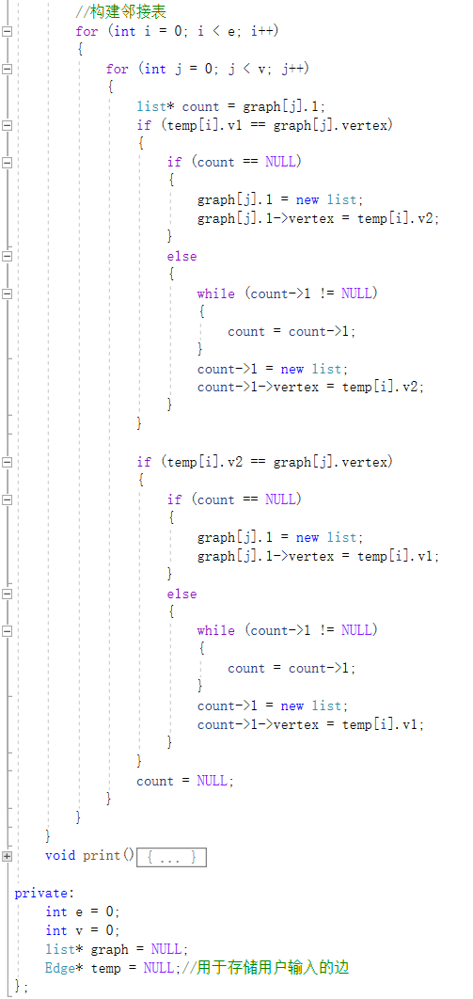 //构建邻接表
for (int i = 0; i < e; i++)
{
for (int j = 0; j < v; j++)
{
list* count = graph[j].l;
if (temp[i].v1 == graph[j].vertex)
{
if (count == NULL)
{
graph[j].l = new list;
graph[j].l->vertex = temp[i].v2;
}
else
{
while (count->l != NULL)
{
count = count->l;
}
count->l = new list;
count->l->vertex = temp[i].v2;
}
}
if (temp[i].v2 == graph[j].vertex)
{
if (count == NULL)
{
graph[j].l = new list;
graph[j].l->vertex = temp[i].v1;
}
else
{
while (count->l != NULL)
{
count = count->l;
}
count->l = new list;
count->l->vertex = temp[i].v1;
}
}
count = NULL;
}
}
}
void print(){ ... }
private:
int e = 0;
int v = 0;
list* graph = NULL;
Edge* temp = NULL;//用于存储用户输入的边
};